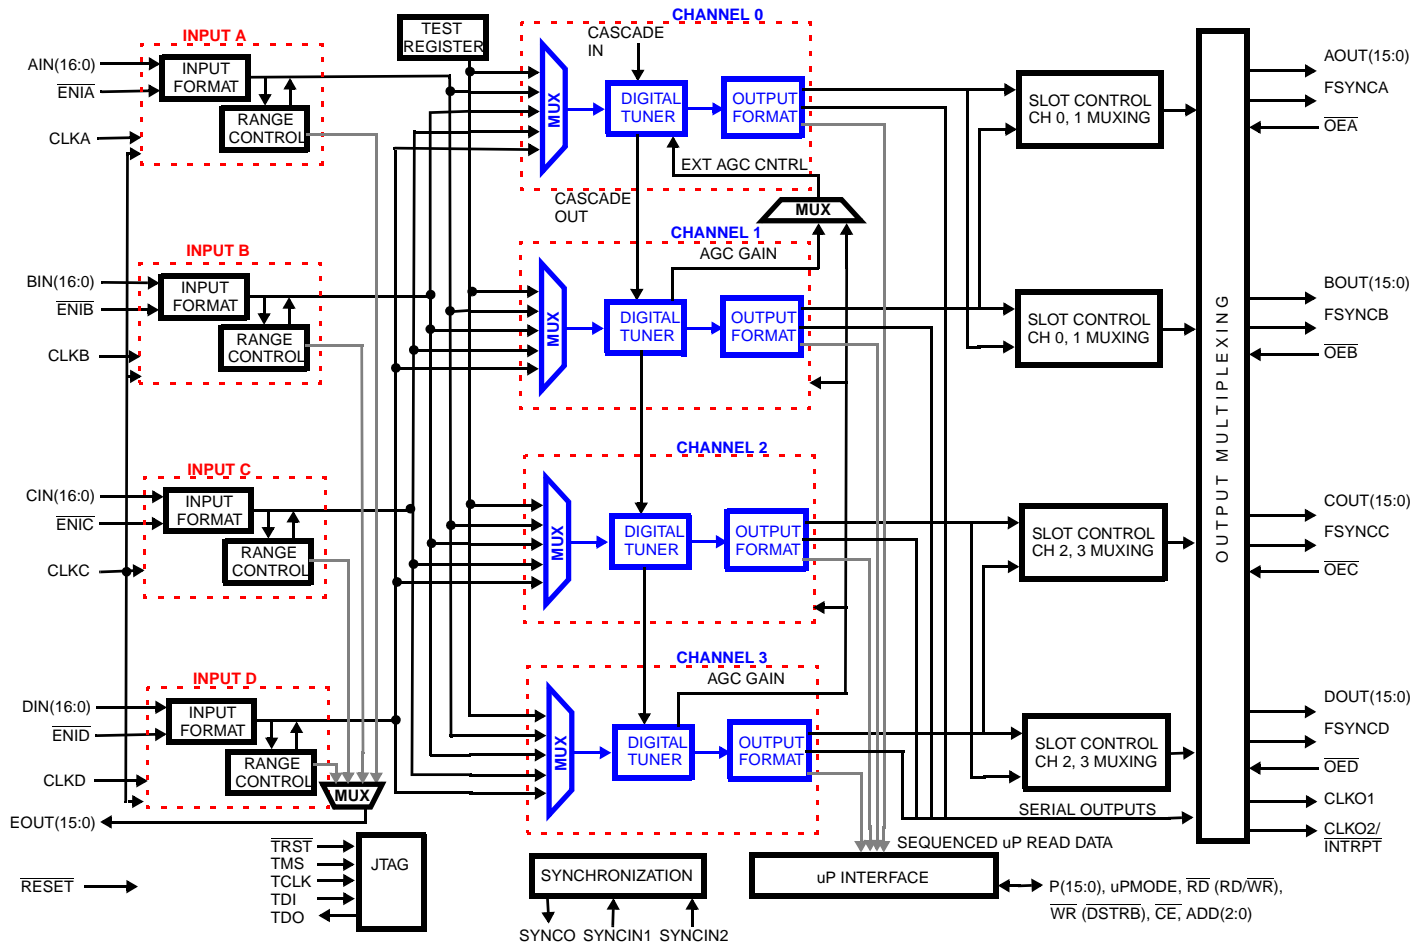 CHANNEL 0
TEST
REGISTER
CASCADE
IN
INPUT A
AIN(16:0)
ENIA
CLKA
INPUT
FORMAT
RANGE
CONTROL
MUX
DIGITAL
TUNER
OUTPUT
FORMAT
EXT AGC CNTRL
CASCADE
OUT
MUX
SLOT CONTROL
CH 0, 1 MUXING
AOUT(15:0)
FSYNCA
OEA
INPUT B
BIN(16:0)
ENIB
CLKB
INPUT
FORMAT
RANGE
CONTROL
CHANNEL 1
AGC GAIN
MUX
DIGITAL
TUNER
OUTPUT
FORMAT
SLOT CONTROL
CH 0, 1 MUXING
BOUT(15:0)
FSYNCB
OEB
OUTPUT MULTIPLEXING
INPUT C
CIN(16:0)
ENIC
CLKC
INPUT
FORMAT
RANGE
CONTROL
CHANNEL 2
MUX
DIGITAL
TUNER
OUTPUT
FORMAT
SLOT CONTROL
CH 2, 3 MUXING
COUT(15:0)
FSYNCC
OEC
INPUT D
DIN(16:0)
ENID
CLKD
INPUT
FORMAT
RANGE
CONTROL
MUX
EOUT(15:0)
CHANNEL 3
AGC GAIN
MUX
DIGITAL
TUNER
OUTPUT
FORMAT
SLOT CONTROL
CH 2, 3 MUXING
DOUT(15:0)
FSYNCD
OED
CLKO1
CLKO2/
INTRPT
SERIAL OUTPUTS
SEQUENCED uP READ DATA
TRST
TMS
TCLK
TDI
TDO
JTAG
RESET
SYNCHRONIZATION
SYNCO SYNCIN1 SYNCIN2
uP INTERFACE
P(15:0), uPMODE, RD (RD/WR),
WR (DSTRB), CE, ADD(2:0)